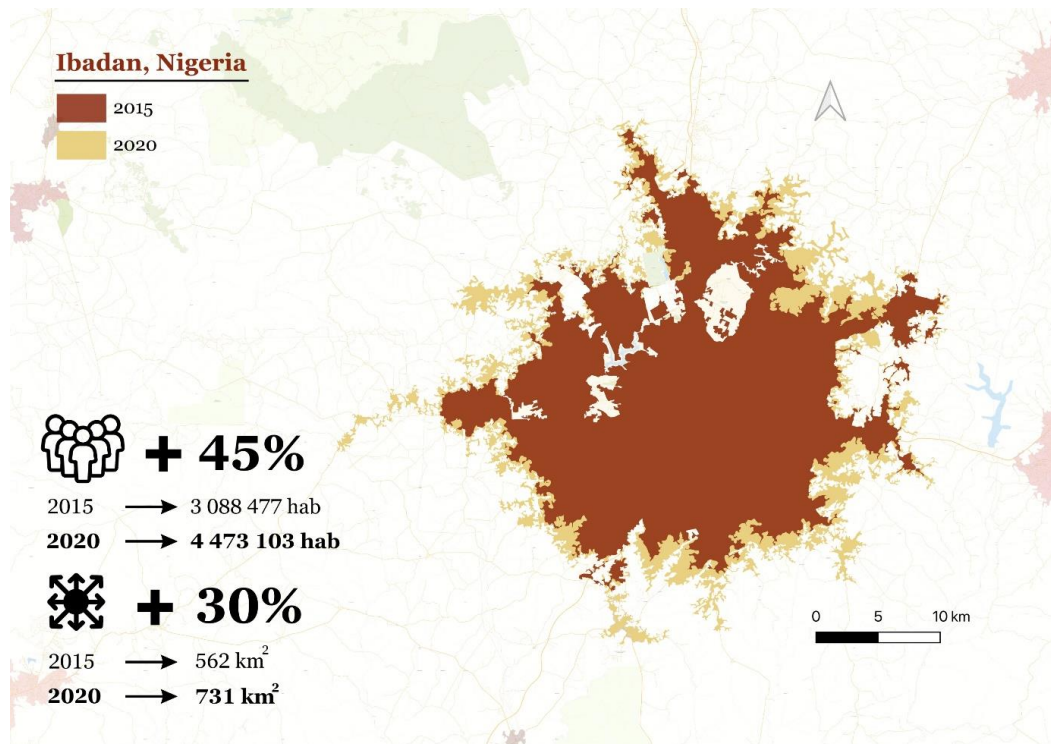 Ibadan, Nigeria
2015
2020
+ 45%
2015 → 3 088 477 hab
2020 → 4 473 103 hab
+ 30%
2015 → 562 km²
2020 → 731 km²
0 5 10 km